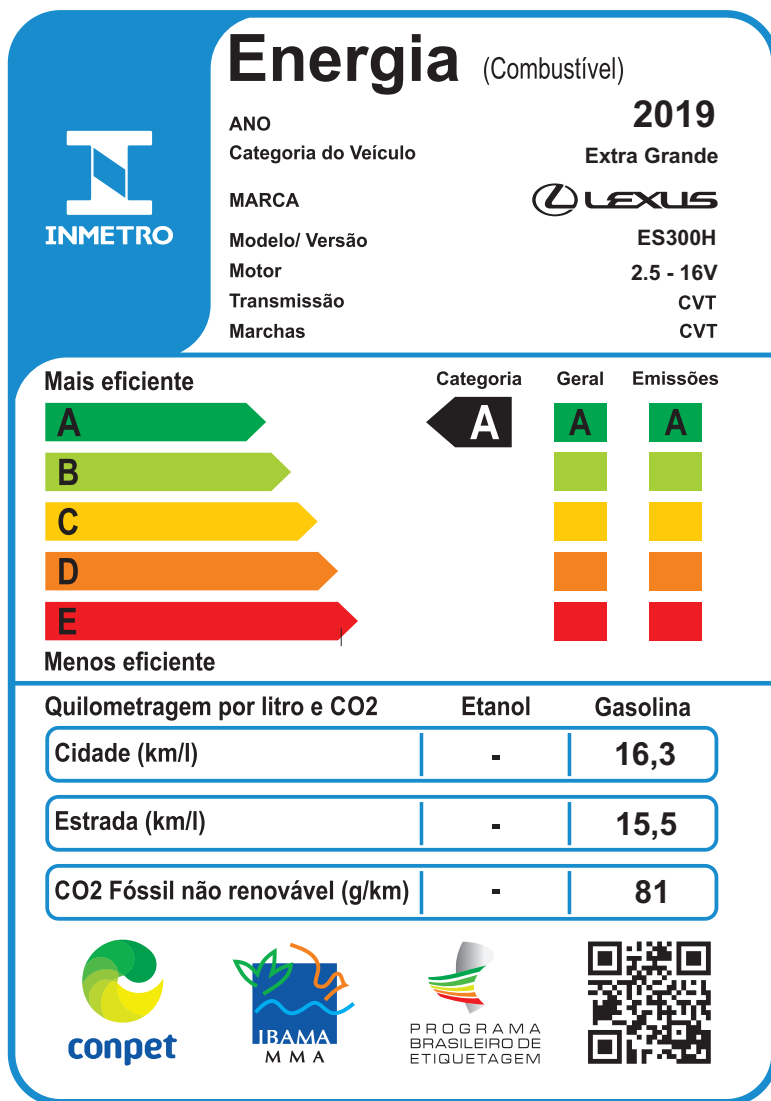 Energia (Combustível)
INMETRO
ANO 2019
Categoria do Veículo Extra Grande
MARCA LEXUS
Modelo/ Versão ES300H
Motor 2.5 - 16V
Transmissão CVT
Marchas CVT
Mais eficiente Categoria Geral Emissões
A A A A
B
C
D
E
Menos eficiente
Quilometragem por litro e CO2 Etanol Gasolina
Cidade (km/l) - 16,3
Estrada (km/l) - 15,5
CO2 Fóssil não renovável (g/km) - 81
conpet
IBAMA
MMA
PROGRAMA
BRASILEIRO DE
ETIQUETAGEM